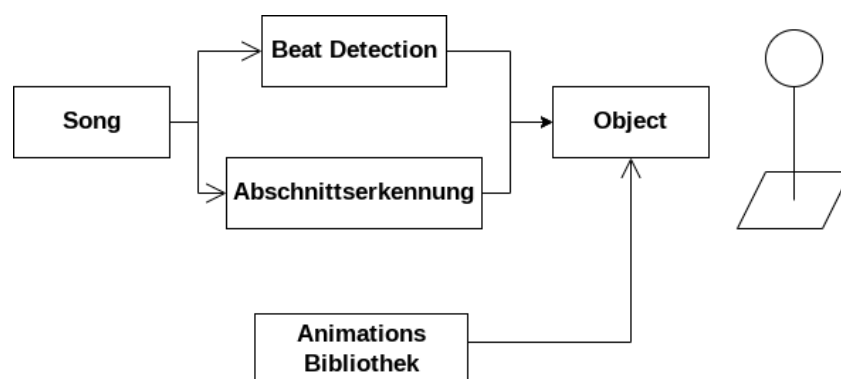 Beat Detection
Song
Object
Abschnittserkennung
Animations
Bibliothek